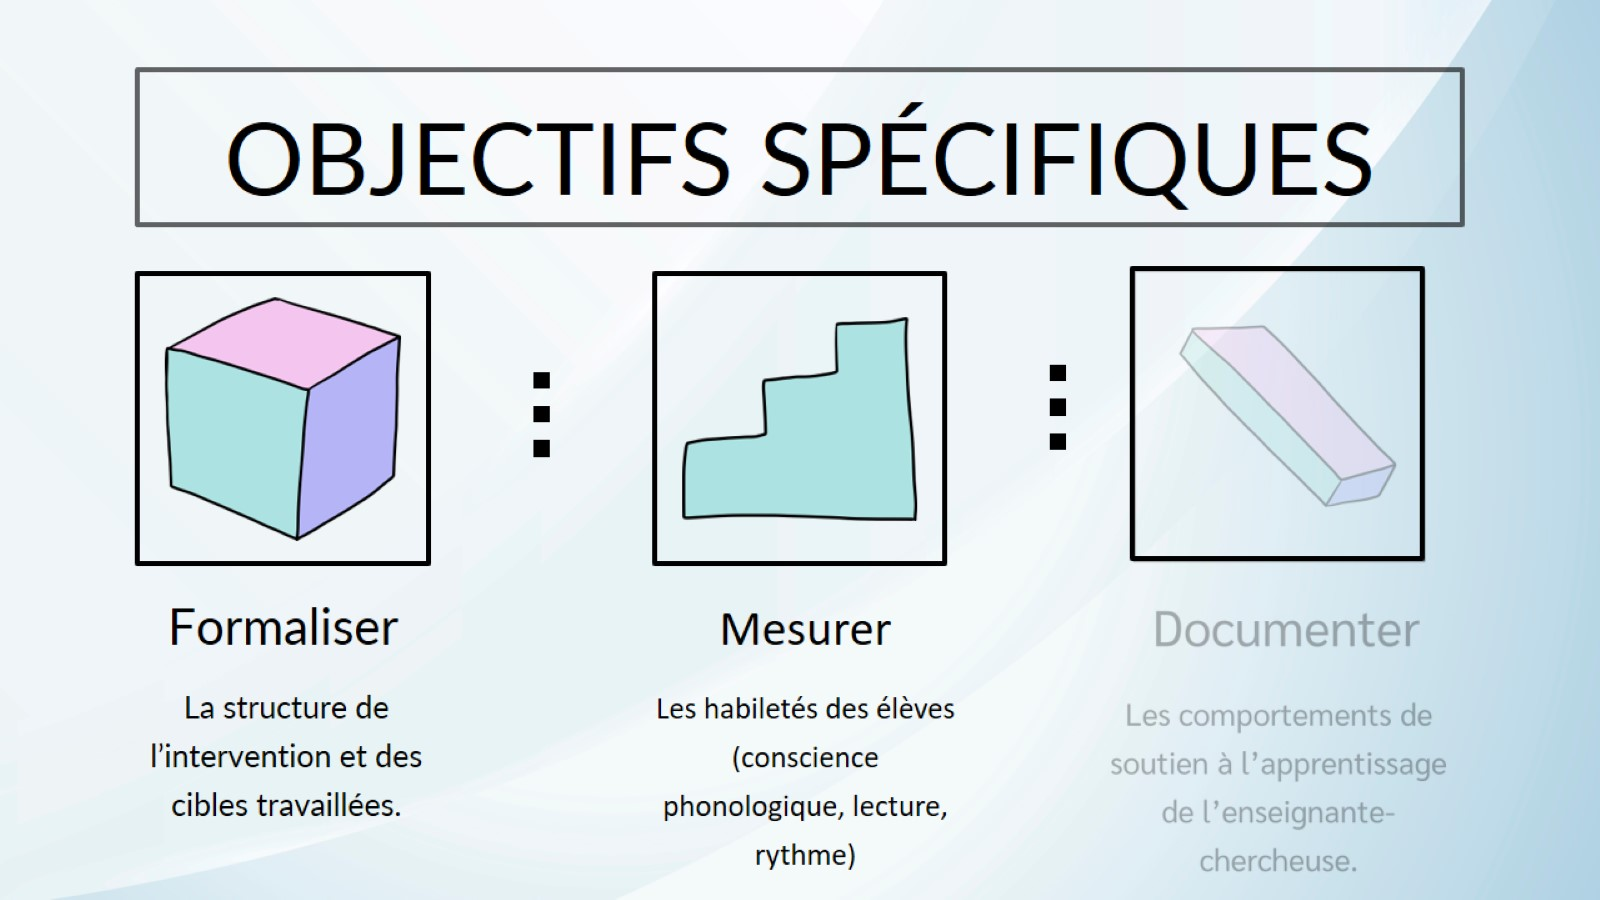 OBJECTIFS SPÉCIFIQUES
Formaliser
La structure de
l’intervention et des
cibles travaillées.
Mesurer
Les habiletés des élèves
(conscience
phonologique, lecture,
rythme)
Documenter
Les comportements de
soutien à l’apprentissage
de l’enseignante-
chercheuse.